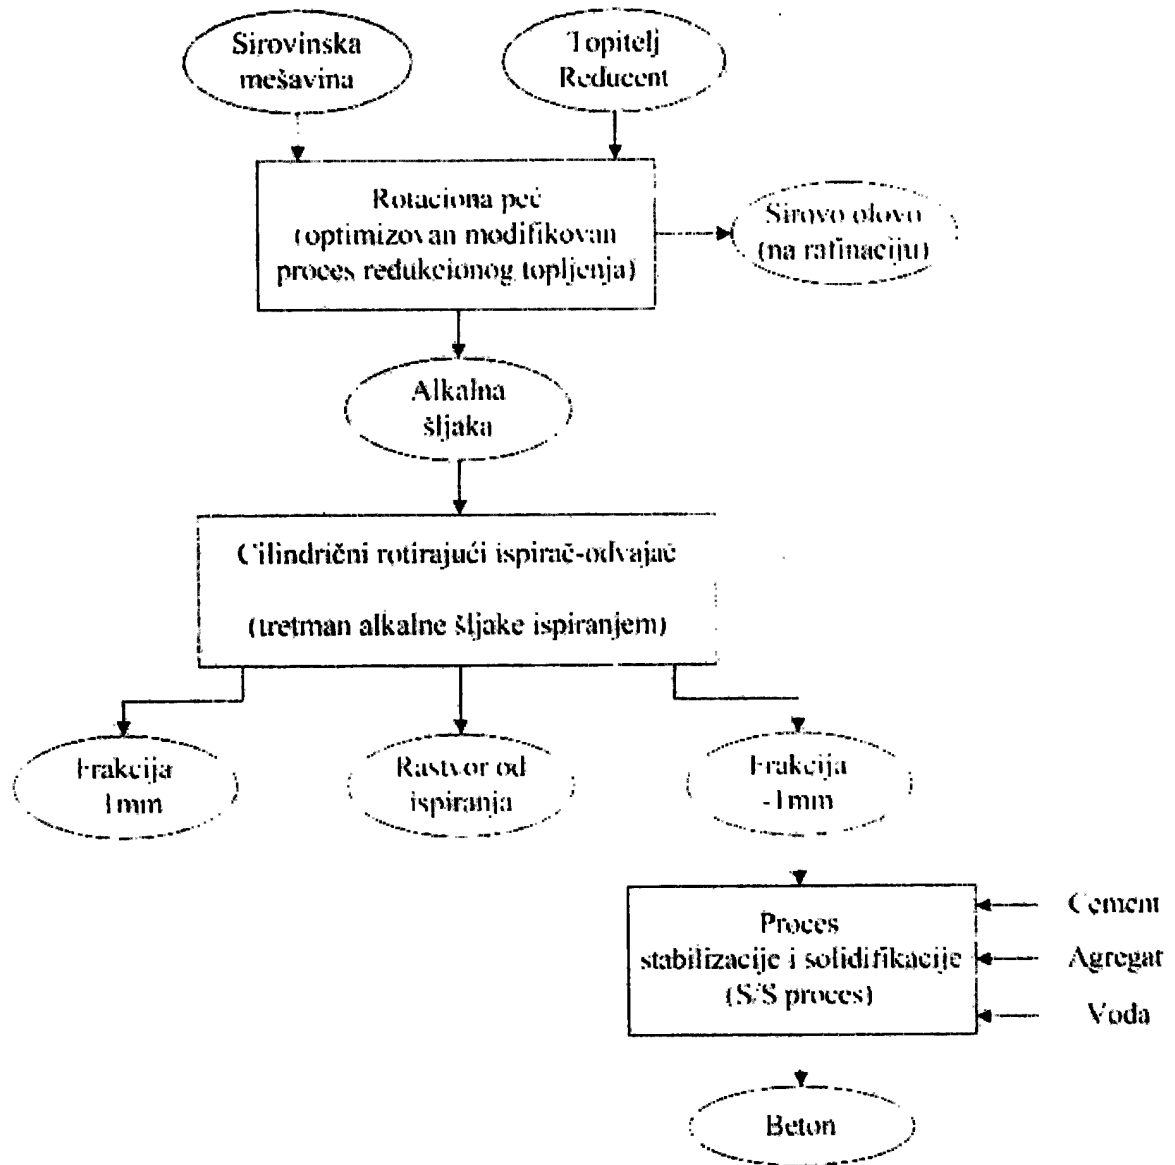 Sirovinska
mešavina
Topitelj
Reducent
Rotaciona peć
(optimizovan modifikovan
proces redukcionog topljenja)
Sirovo olovo
(na rafinaciju)
Alkalna
šljaka
Cilindrični rotirajući ispirač-odvajač
(tretman alkalne šljake ispiranjem)
Frakcija
1mm
Rastvor od
ispiranja
Frakcija
-1mm
Proces
stabilizacije i solidifikacije
(S/S proces)
Cement
Agregat
Voda
Beton